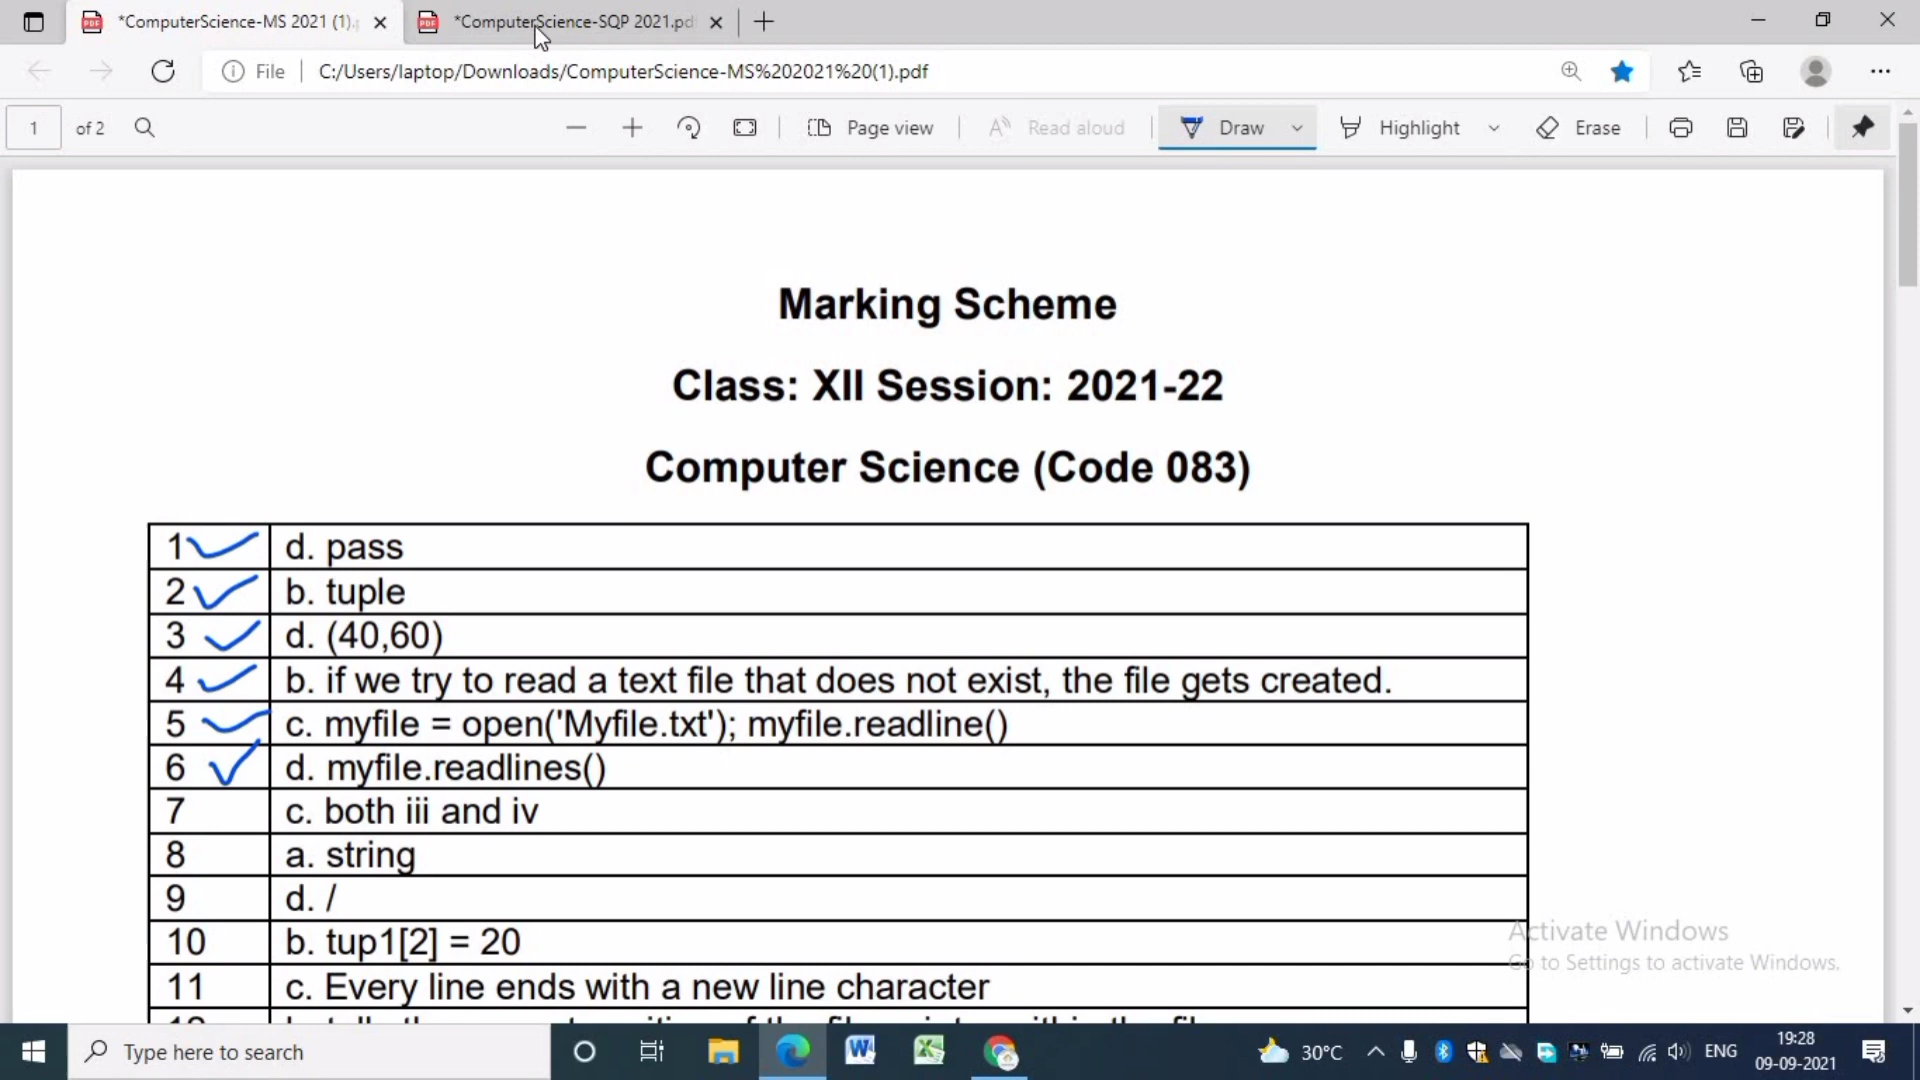 *ComputerScience-MS 2021 (1).
*ComputerScience-SQP 2021.pd
File
C:/Users/laptop/Downloads/ComputerScience-MS%202021%20(1).pdf
1 of 2
Page view
Read aloud
Draw
Highlight
Erase
Marking Scheme
Class: XII Session: 2021-22
Computer Science (Code 083)
1 d. pass
2 b. tuple
3 d. (40,60)
4 b. if we try to read a text file that does not exist, the file gets created.
5 c. myfile = open('Myfile.txt'); myfile.readline()
6 d. myfile.readlines()
7 c. both iii and iv
8 a. string
9 d. /
10 b. tup1[2] = 20
11 c. Every line ends with a new line character
Activate Windows
Go to Settings to activate Windows.
Type here to search
30°C
ENG
19:28
09-09-2021